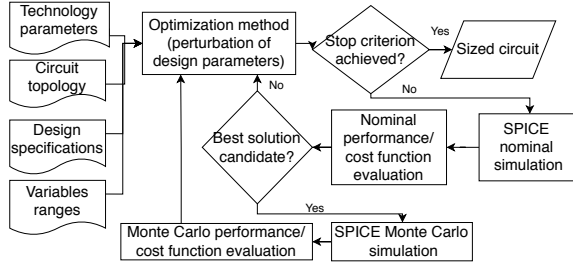 Technology
parameters
Circuit
topology
Design
specifications
Variables
ranges
Optimization method
(perturbation of
design parameters)
Stop criterion
achieved?
Yes
Sized circuit
No
SPICE
nominal
simulation
Nominal
performance/
cost function
evaluation
Best solution
candidate?
No
Yes
SPICE Monte Carlo
simulation
Monte Carlo performance/
cost function evaluation